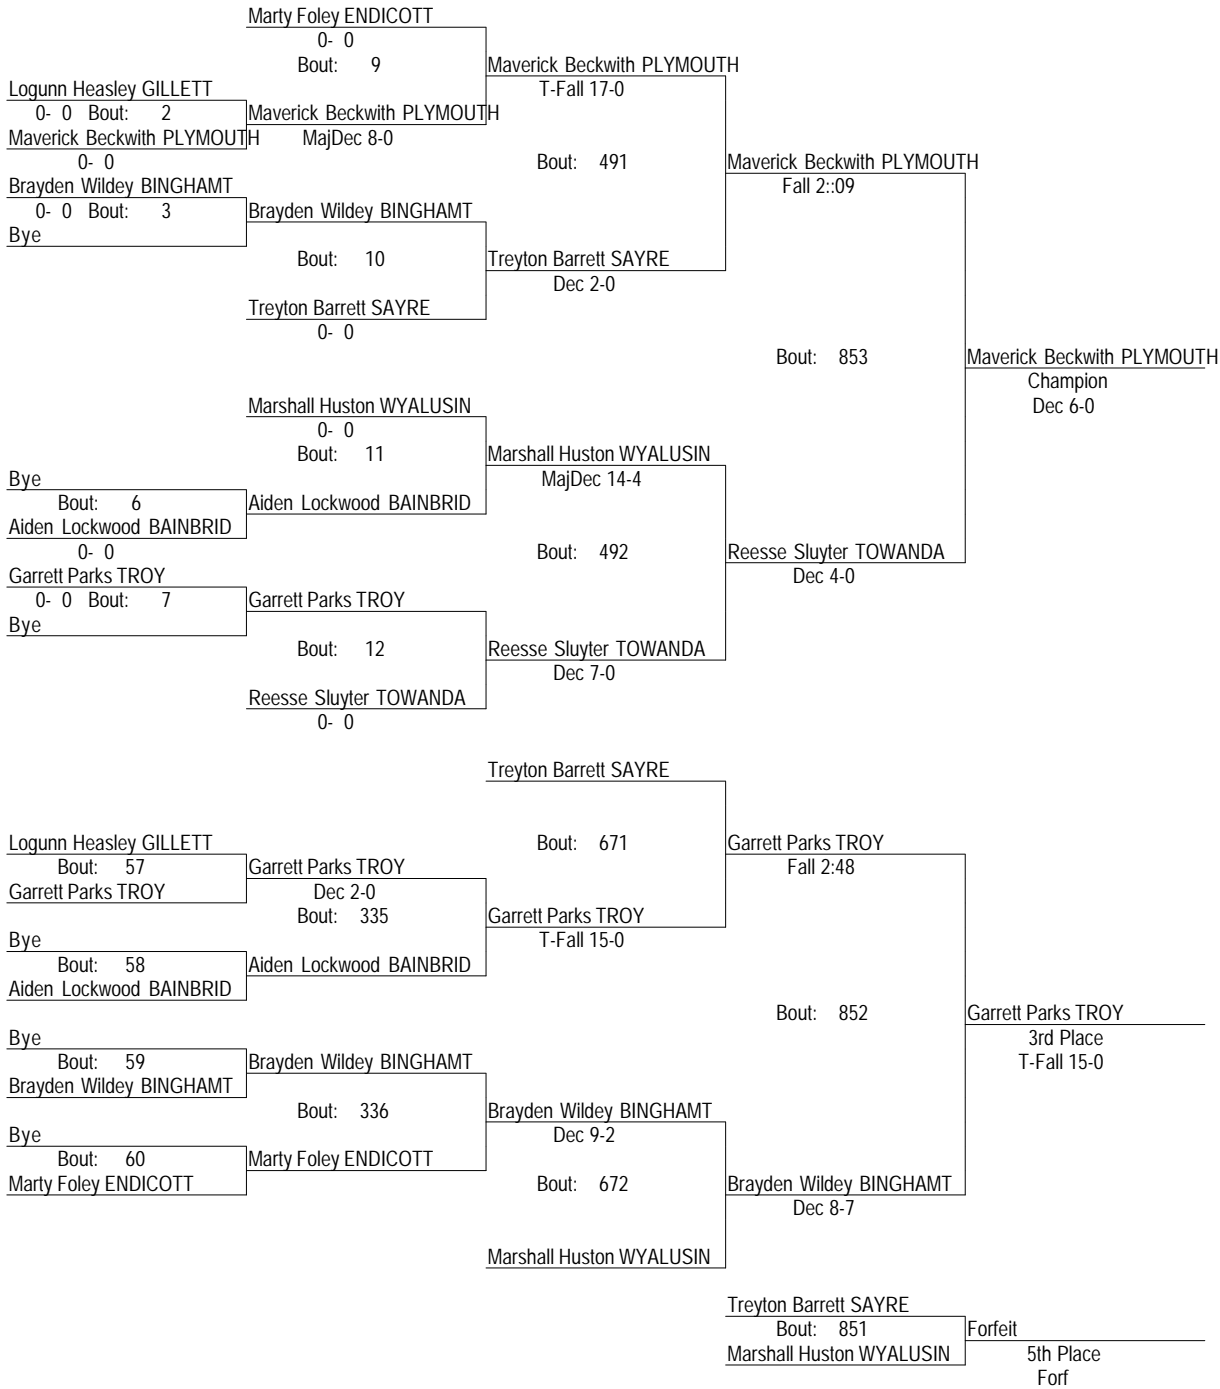 Marty Foley ENDICOTT
0- 0
Bout: 9
Maverick Beckwith PLYMOUTH
T-Fall 17-0
Logunn Heasley GILLETT
0- 0 Bout: 2
Maverick Beckwith PLYMOUTH
MajDec 8-0
Maverick Beckwith PLYMOUTH
0- 0
Bout: 491
Maverick Beckwith PLYMOUTH
Fall 2::09
Brayden Wildey BINGHAMT
0- 0 Bout: 3
Brayden Wildey BINGHAMT
Bye
Bout: 10
Treyton Barrett SAYRE
Dec 2-0
Treyton Barrett SAYRE
0- 0
Bout: 853
Maverick Beckwith PLYMOUTH
Champion
Dec 6-0
Marshall Huston WYALUSIN
0- 0
Bout: 11
Marshall Huston WYALUSIN
MajDec 14-4
Bye
Bout: 6
Aiden Lockwood BAINBRID
Aiden Lockwood BAINBRID
0- 0
Bout: 492
Reesse Sluyter TOWANDA
Dec 4-0
Garrett Parks TROY
0- 0 Bout: 7
Garrett Parks TROY
Bye
Bout: 12
Reesse Sluyter TOWANDA
Dec 7-0
Reesse Sluyter TOWANDA
0- 0
Treyton Barrett SAYRE
Logunn Heasley GILLETT
Bout: 57
Garrett Parks TROY
Garrett Parks TROY
Dec 2-0
Bout: 335
Bout: 671
Garrett Parks TROY
Fall 2:48
Garrett Parks TROY
T-Fall 15-0
Bye
Bout: 58
Aiden Lockwood BAINBRID
Aiden Lockwood BAINBRID
Bout: 852
Garrett Parks TROY
3rd Place
T-Fall 15-0
Bye
Bout: 59
Brayden Wildey BINGHAMT
Brayden Wildey BINGHAMT
Bout: 336
Brayden Wildey BINGHAMT
Dec 9-2
Bye
Bout: 60
Marty Foley ENDICOTT
Marty Foley ENDICOTT
Bout: 672
Brayden Wildey BINGHAMT
Dec 8-7
Marshall Huston WYALUSIN
Treyton Barrett SAYRE
Bout: 851
Marshall Huston WYALUSIN
Forfeit
5th Place
Forf